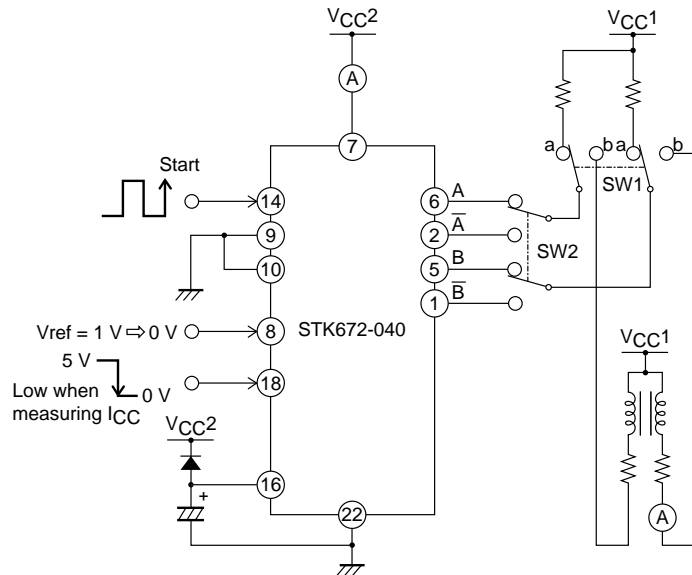 VCC2
VCC1
A
7
Start
14
9
10
6
A
2
A̅
5
B
1
B̅
a
b
a
b
SW1
SW2
Vref = 1 V ⇨ 0 V
8
STK672-040
5 V
0 V
18
Low when
measuring ICC
VCC1
VCC2
16
+
22
A